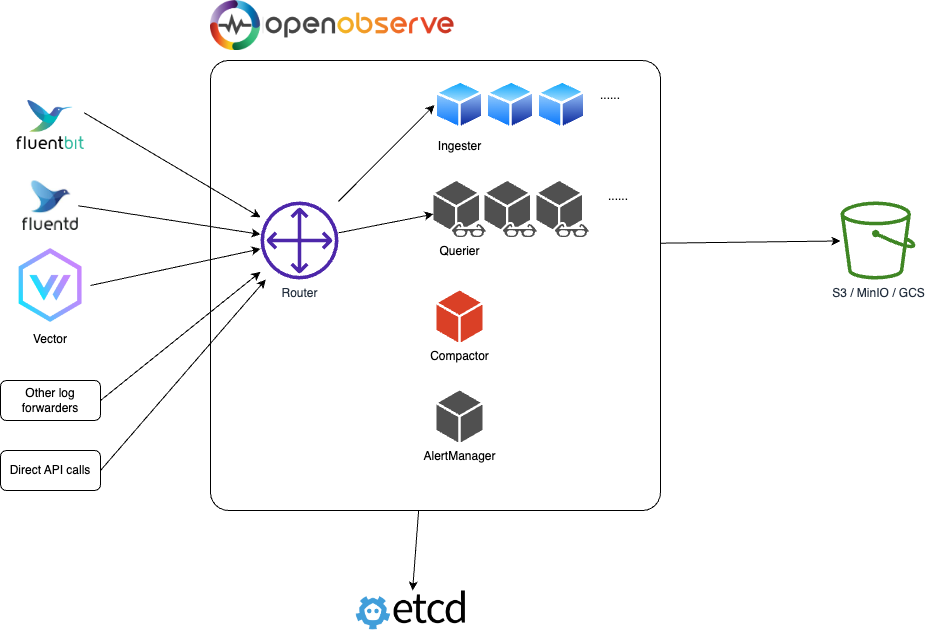 openobserve
fluentbit
fluentd
Vector
Other log
forwarders
Direct API calls
Router
......
Ingester
......
Querier
Compactor
AlertManager
S3 / MinIO / GCS
etcd